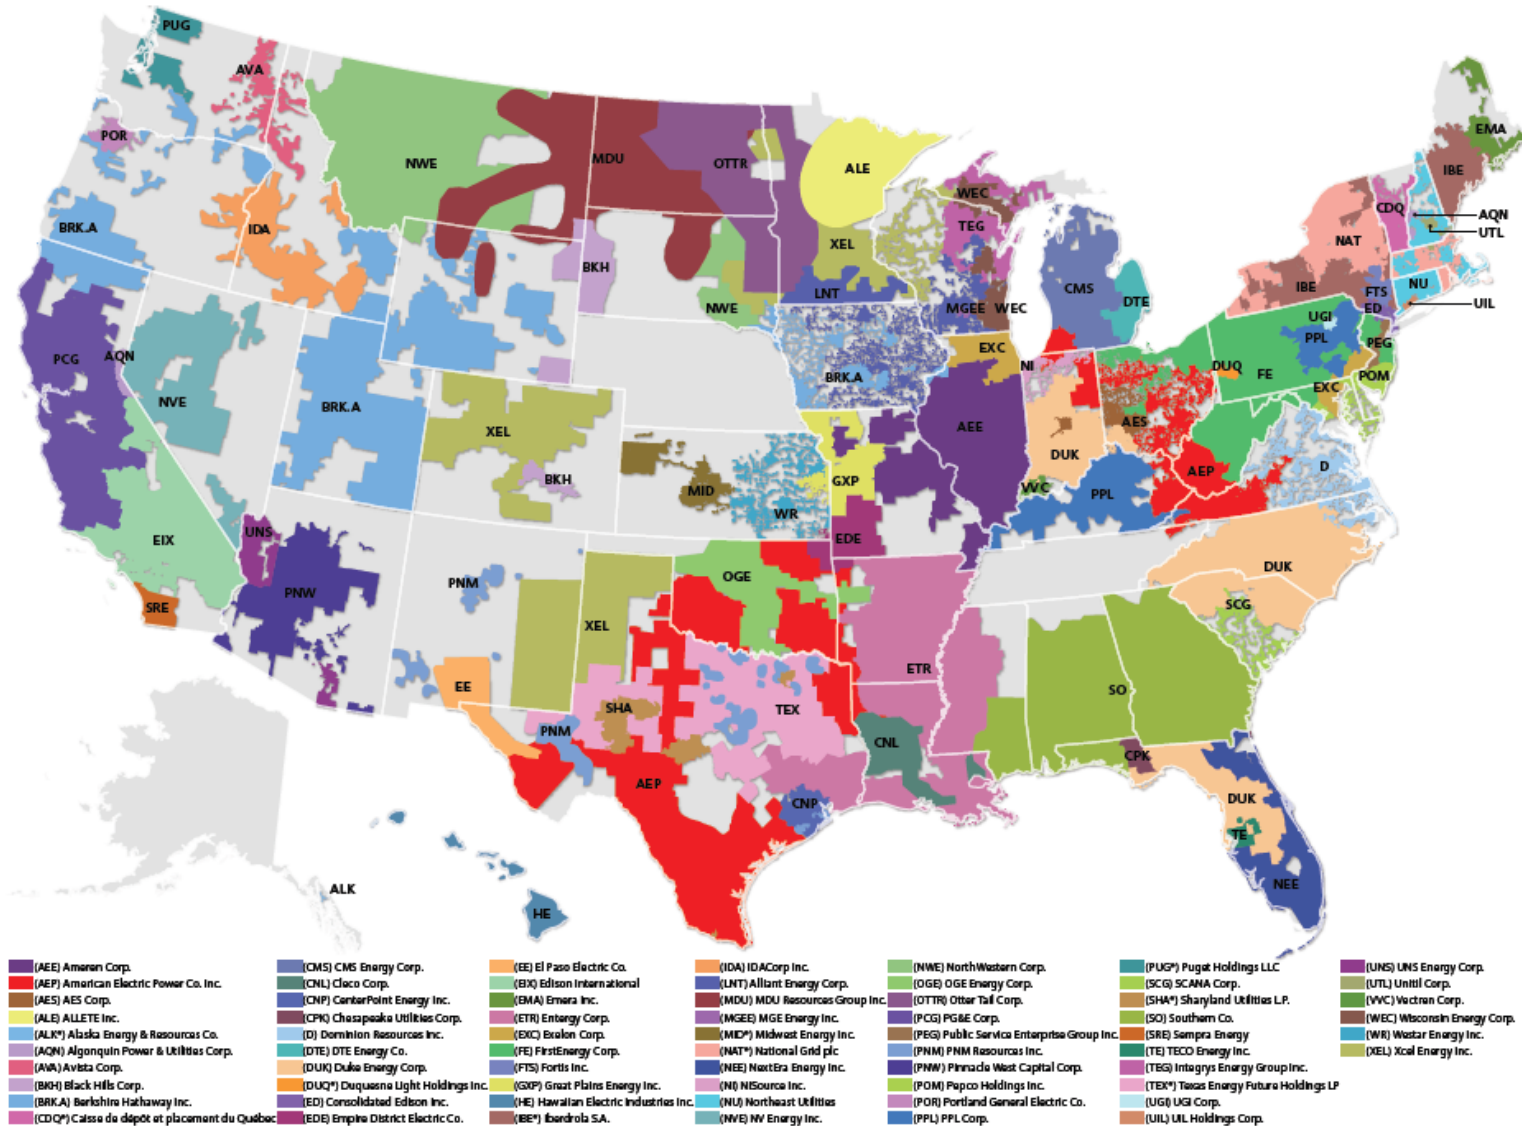 PUG
AVA
POR
NWE
MDU
OTTR
ALE
WEC
EMA
IBE
CDQ
AQN
UTL
BRK.A
IDA
BKH
XEL
TEG
NAT
LNT
NWE
MGEE
WEC
CMS
DTE
IBE
FTS
NU
ED
UIL
UGI
PPL
PEG
PCG
AQN
NVE
BRK.A
EXC
NI
DUQ
FE
EXC
POM
BRK.A
XEL
BKH
AEE
AES
DUK
MID
WR
GXP
VVC
PPL
AEP
D
EIX
UNS
EDE
SRE
PNW
PNM
OGE
DUK
SCG
XEL
ETR
EE
SHA
TEX
SO
PNM
CNL
CPK
AEP
CNP
DUK
TE
NEE
ALK
HE
(AEE) Ameren Corp.
(AEP) American Electric Power Co. Inc.
(AES) AES Corp.
(ALE) ALLETE Inc.
(ALK*) Alaska Energy & Resources Co.
(AQN) Algonquin Power & Utilities Corp.
(AVA) Avista Corp.
(BKH) Black Hills Corp.
(BRK.A) Berkshire Hathaway Inc.
(CDQ*) Caisse de dépôt et placement du Québec
(CMS) CMS Energy Corp.
(CNL) Cleco Corp.
(CNP) CenterPoint Energy Inc.
(CPK) Chesapeake Utilities Corp.
(D) Dominion Resources Inc.
(DTE) DTE Energy Co.
(DUK) Duke Energy Corp.
(DUQ*) Duquesne Light Holdings Inc.
(ED) Consolidated Edison Inc.
(EDE) Empire District Electric Co.
(EE) El Paso Electric Co.
(EIX) Edison International
(EMA) Emera Inc.
(ETR) Entergy Corp.
(EXC) Exelon Corp.
(FE) FirstEnergy Corp.
(FTS) Fortis Inc.
(GXP) Great Plains Energy Inc.
(HE) Hawaiian Electric Industries Inc.
(IBE*) Iberdrola S.A.
(IDA) IDACorp Inc.
(LNT) Alliant Energy Corp.
(MDU) MDU Resources Group Inc.
(MGEE) MGE Energy Inc.
(MID*) Midwest Energy Inc.
(NAT*) National Grid plc
(NEE) NextEra Energy Inc.
(NI) NiSource Inc.
(NU) Northeast Utilities
(NVE) NV Energy Inc.
(NWE) NorthWestern Corp.
(OGE) OGE Energy Corp.
(OTTR) Otter Tail Corp.
(PCG) PG&E Corp.
(PEG) Public Service Enterprise Group Inc.
(PNM) PNM Resources Inc.
(PNW) Pinnacle West Capital Corp.
(POM) Pepco Holdings Inc.
(POR) Portland General Electric Co.
(PPL) PPL Corp.
(PUG*) Puget Holdings LLC
(SCG) SCANA Corp.
(SHA*) Sharyland Utilities L.P.
(SO) Southern Co.
(SRE) Sempra Energy
(TE) TECO Energy Inc.
(TEG) Integrys Energy Group Inc.
(TEX*) Texas Energy Future Holdings LP
(UGI) UGI Corp.
(UIL) UIL Holdings Corp.
(UNS) UNS Energy Corp.
(UTL) Unitil Corp.
(VVC) Vectren Corp.
(WEC) Wisconsin Energy Corp.
(WR) Westar Energy Inc.
(XEL) Xcel Energy Inc.